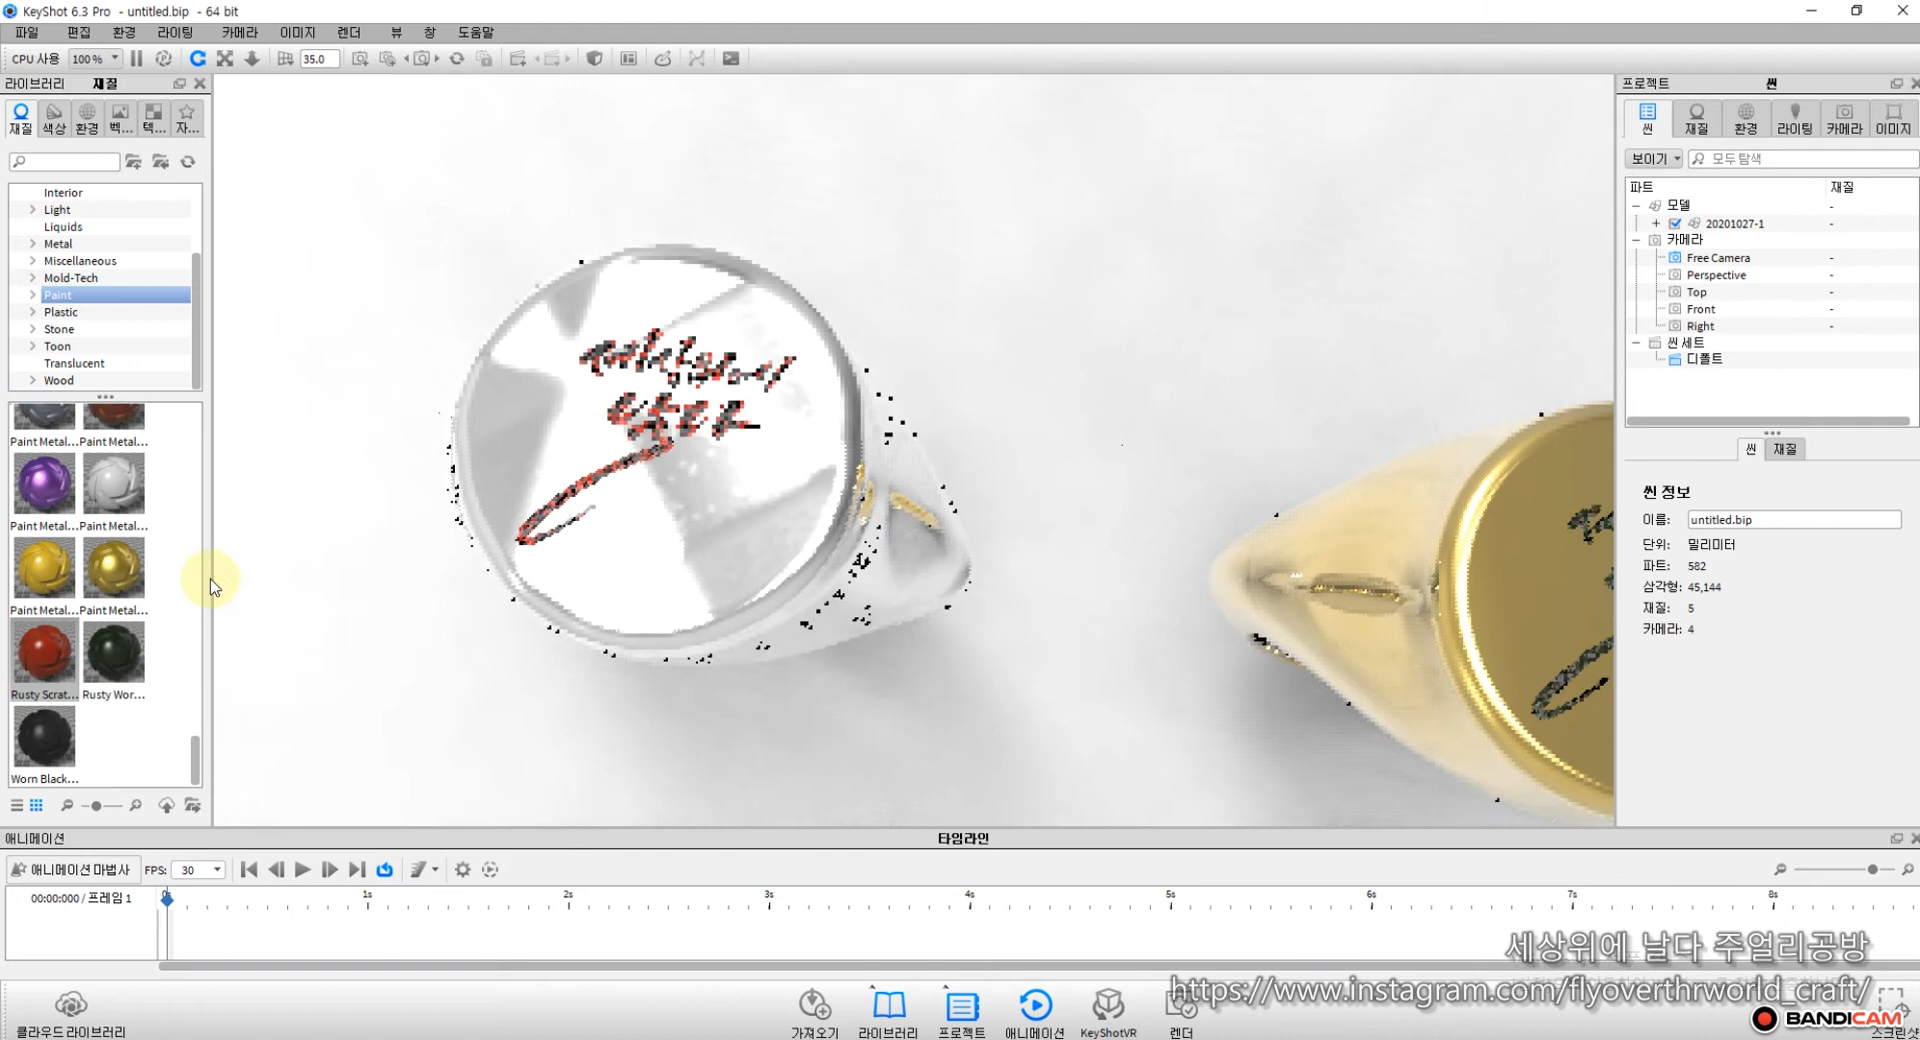 KeyShot 6.3 Pro - untitled.bip - 64 bit
파일 편집 환경 라이팅 카메라 이미지 렌더 뷰 창 도움말
CPU 사용 100 % 35.0
라이브러리 재질
재질 색상 환경 벡... 텍... 자...
Interior
Light
Liquids
Metal
Miscellaneous
Mold-Tech
Paint
Plastic
Stone
Toon
Translucent
Wood
Paint Metal... Paint Metal...
Paint Metal... Paint Metal...
Paint Metal... Paint Metal...
Rusty Scrat... Rusty Wor...
Worn Black...
프로젝트 씬
씬 재질 환경 라이팅 카메라 이미지
보이기 모두 탐색
파트 재질
모델 -
20201027-1 -
카메라
Free Camera -
Perspective -
Top -
Front -
Right -
씬 세트
디폴트
씬 재질
씬 정보
이름: untitled.bip
단위: 밀리미터
파트: 582
삼각형: 45,144
재질: 5
카메라: 4
애니메이션 타임라인
애니메이션 마법사 FPS: 30
00:00:000 / 프레임 1 0s 1s 2s 3s 4s 5s 6s 7s 8s
세상위에 날다 주얼리공방
https://www.instagram.com/flyoverthrworld_craft/
BANDICAM
클라우드 라이브러리 가져오기 라이브러리 프로젝트 애니메이션 KeyShotVR 렌더 스크린샷